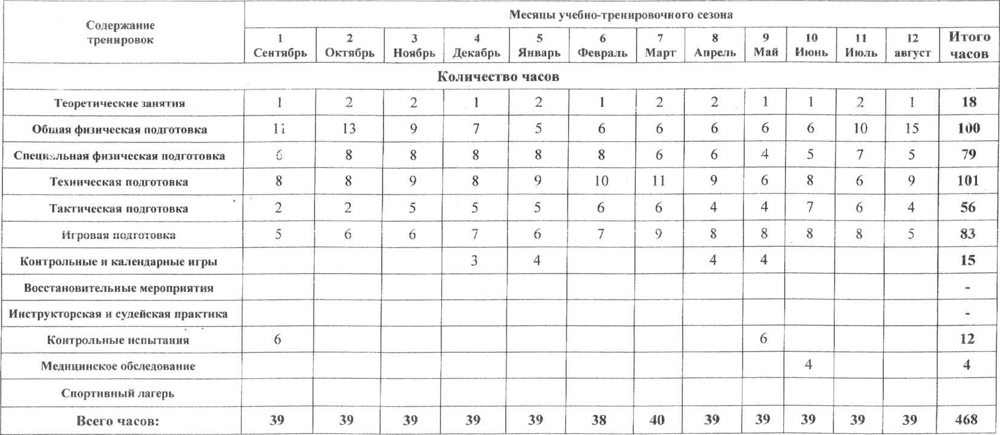 Содержание тренировок Месяцы учебно-тренировочного сезона
1 Сентябрь 2 Октябрь 3 Ноябрь 4 Декабрь 5 Январь 6 Февраль 7 Март 8 Апрель 9 Май 10 Июнь 11 Июль 12 август Итого часов
Количество часов
Теоретические занятия 1 2 2 1 2 1 2 2 1 1 2 1 18
Общая физическая подготовка 11 13 9 7 5 6 6 6 6 6 10 15 100
Специальная физическая подготовка 6 8 8 8 8 8 6 6 4 5 7 5 79
Техническая подготовка 8 8 9 8 9 10 11 9 6 8 6 9 101
Тактическая подготовка 2 2 5 5 5 6 6 4 4 7 6 4 56
Игровая подготовка 5 6 6 7 6 7 9 8 8 8 8 5 83
Контрольные и календарные игры 3 4 4 4 15
Восстановительные мероприятия -
Инструкторская и судейская практика -
Контрольные испытания 6 6 12
Медицинское обследование 4 4
Спортивный лагерь
Всего часов: 39 39 39 39 39 38 40 39 39 39 39 39 468